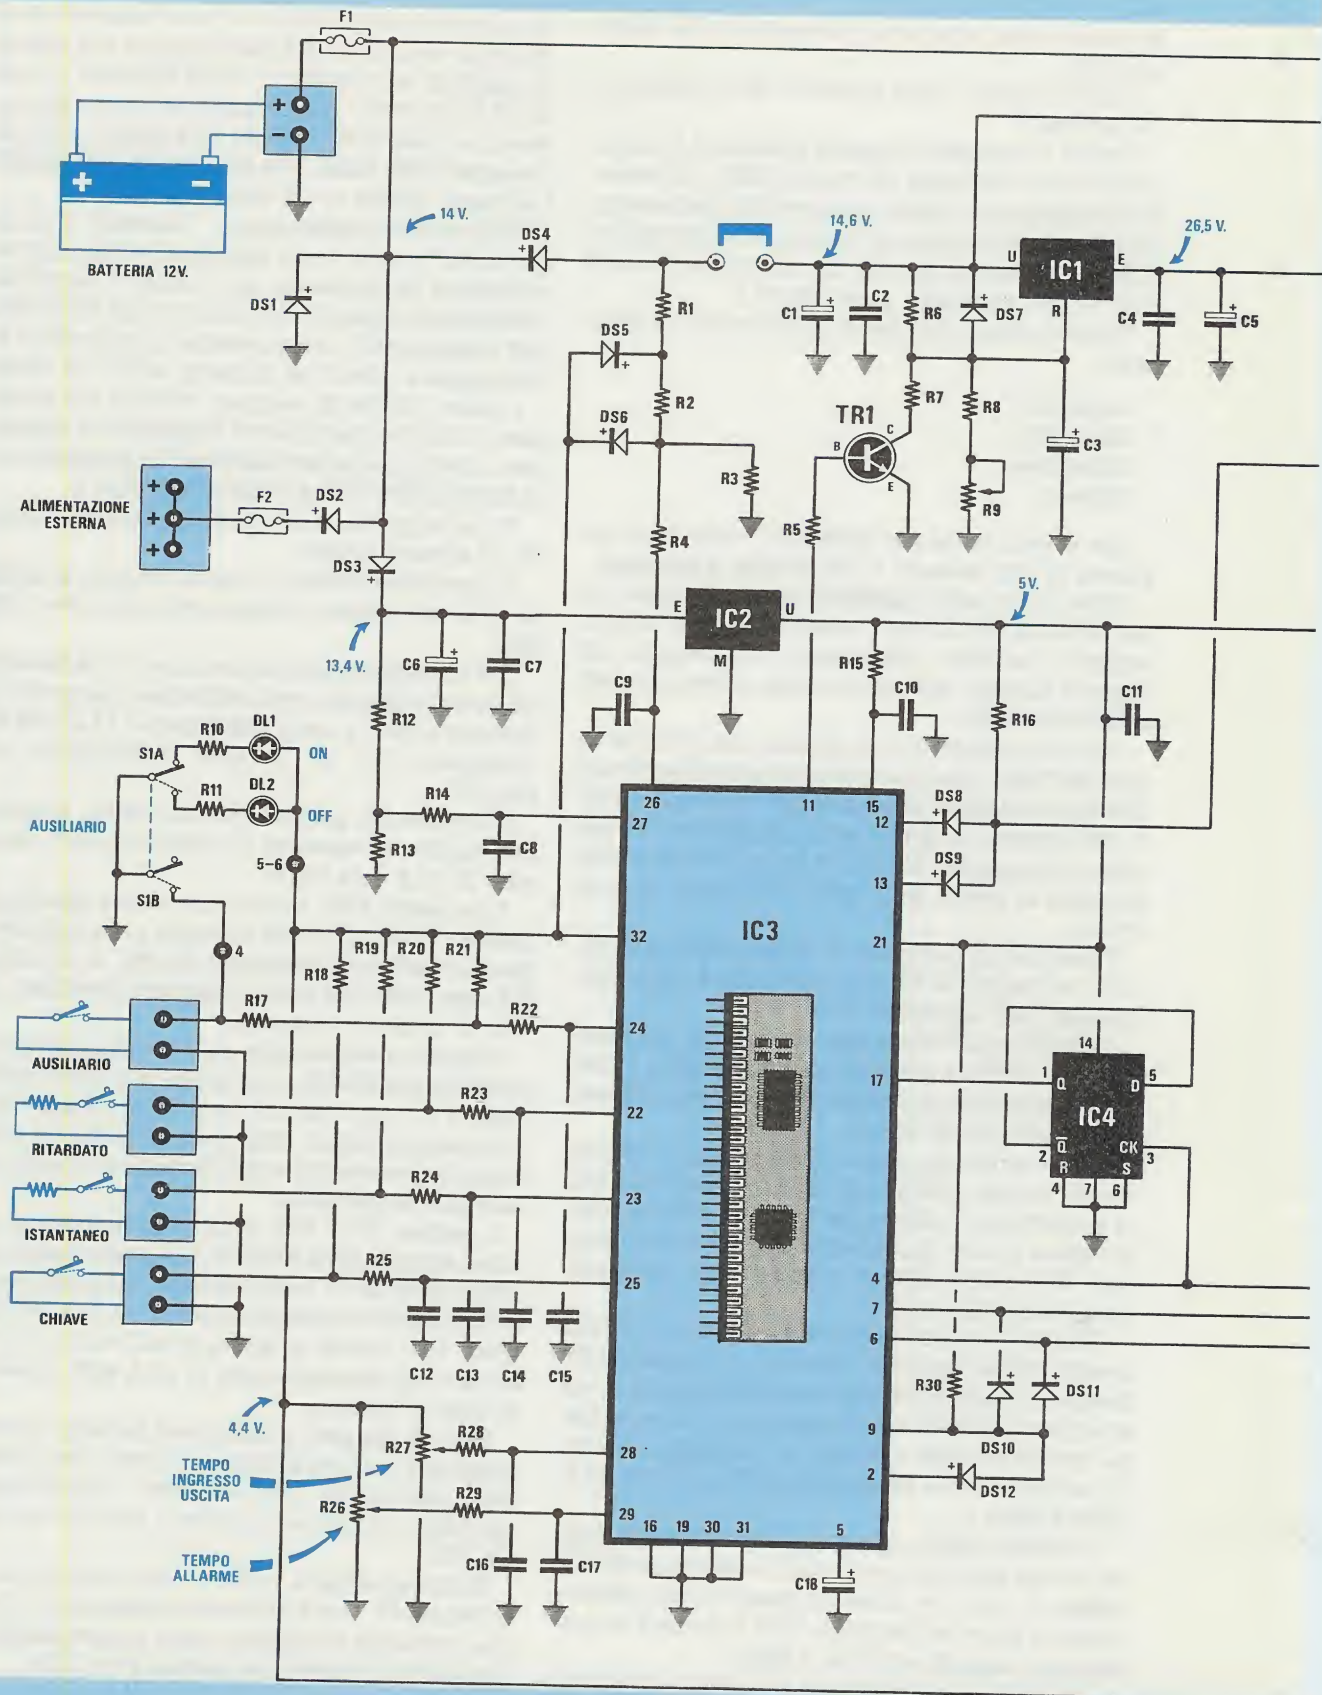 F1
+
−
+ −
BATTERIA 12V.
14 V.
DS4
+
14,6 V.
26,5 V.
U
IC1
E
R
DS1
+
R1
C1
+
C2
R6
+
DS7
C4
+
C5
DS5
+
R2
DS6
+
R7
R8
TR1
C
B
E
+
C3
R3
R9
ALIMENTAZIONE
ESTERNA
+
+
+
F2
DS2
+
DS3
+
R4
R5
E
IC2
U
M
5V.
13,4 V.
C6
+
C7
R15
C9
C10
R16
C11
R12
R10
DL1
ON
S1A
R11
DL2
OFF
AUSILIARIO
R14
R13
C8
5-6
S1B
4
26
11
15
27
12
DS8
+
DS9
+
13
IC3
32
21
R18
R19
R20
R21
R17
R22
24
AUSILIARIO
R23
22
RITARDATO
R24
23
ISTANTANEO
R25
25
CHIAVE
17
14
1
Q
D
5
IC4
2
Q
CK
3
R
S
4
7
6
4
7
6
C12
C13
C14
C15
R30
+
+
DS11
9
DS10
2
+
DS12
4,4 V.
R27
R28
28
TEMPO
INGRESSO
USCITA
R26
R29
29
16
19
30
31
5
TEMPO
ALLARME
C16
C17
C18
+